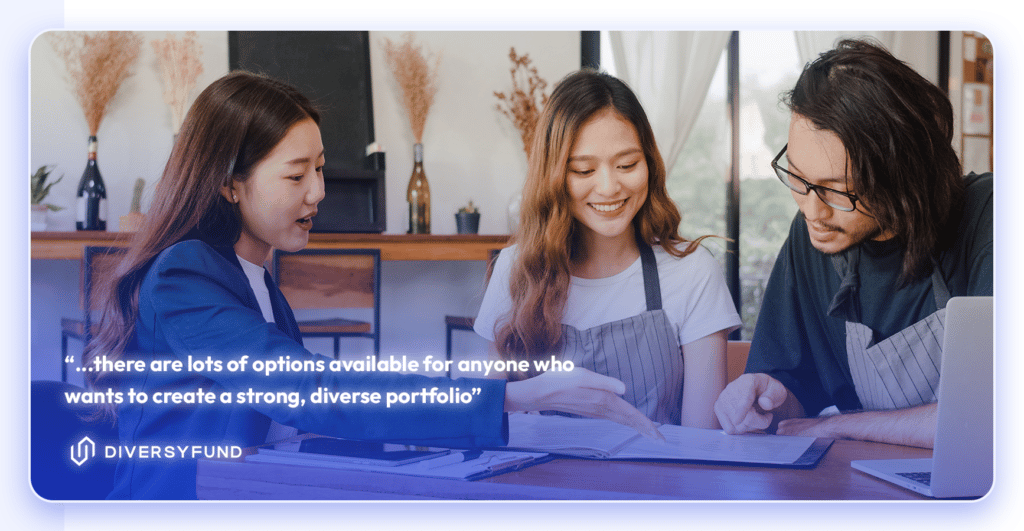 “...there are lots of options available for anyone who
wants to create a strong, diverse portfolio”
DIVERSYFUND